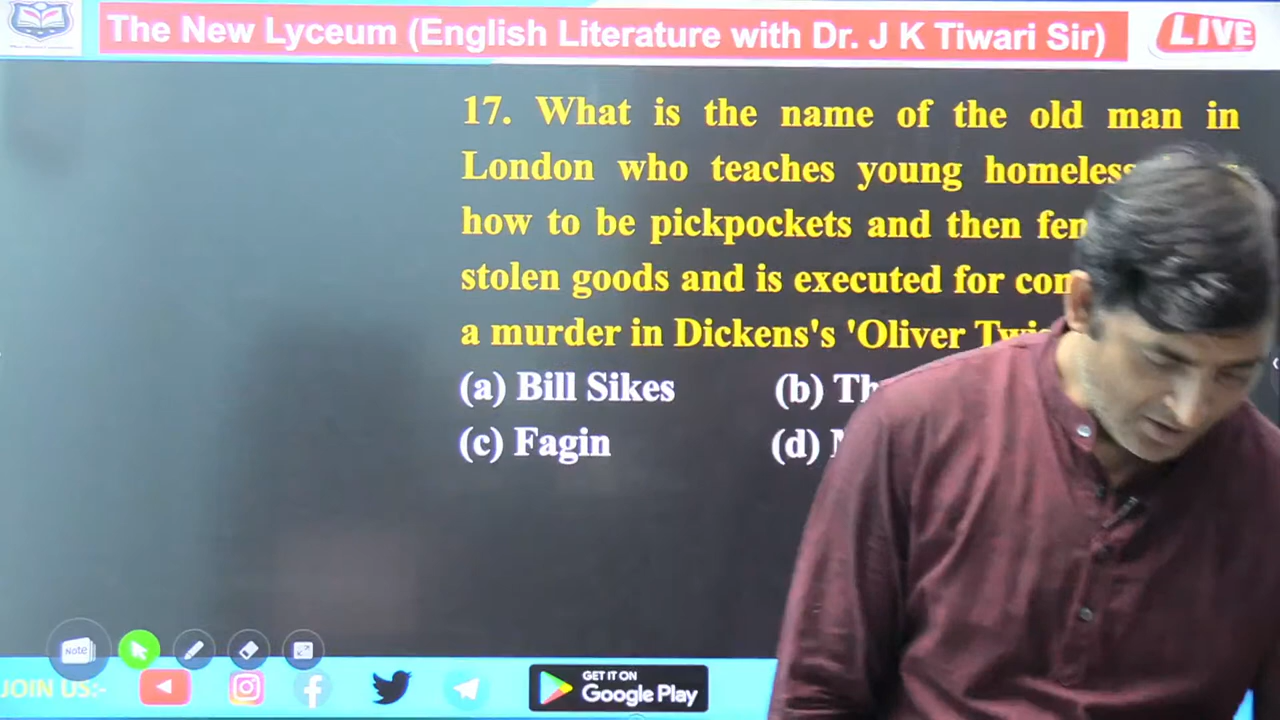 The New Lyceum (English Literature with Dr. J K Tiwari Sir)
LIVE
17. What is the name of the old man in
London who teaches young homeless
how to be pickpockets and then
stolen goods and is executed for
a murder in Dickens's 'Oliver
(a) Bill Sikes (b)
(c) Fagin (d)
Note
JOIN US:-
GET IT ON
Google Play